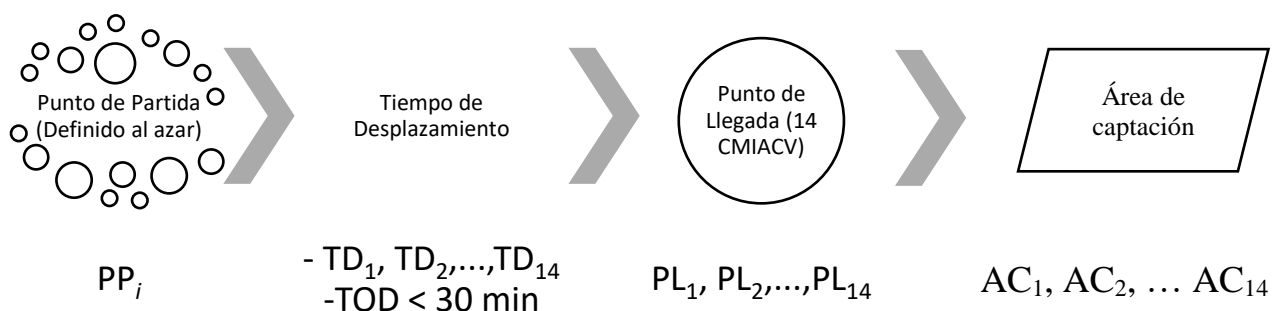 Punto de Partida
(Definido al azar)
Tiempo de
Desplazamiento
Punto de
Llegada (14
CMIACV)
Área de
captación
PPi
- TD1, TD2,...,TD14
-TOD < 30 min
PL1, PL2,...,PL14
AC1, AC2, … AC14